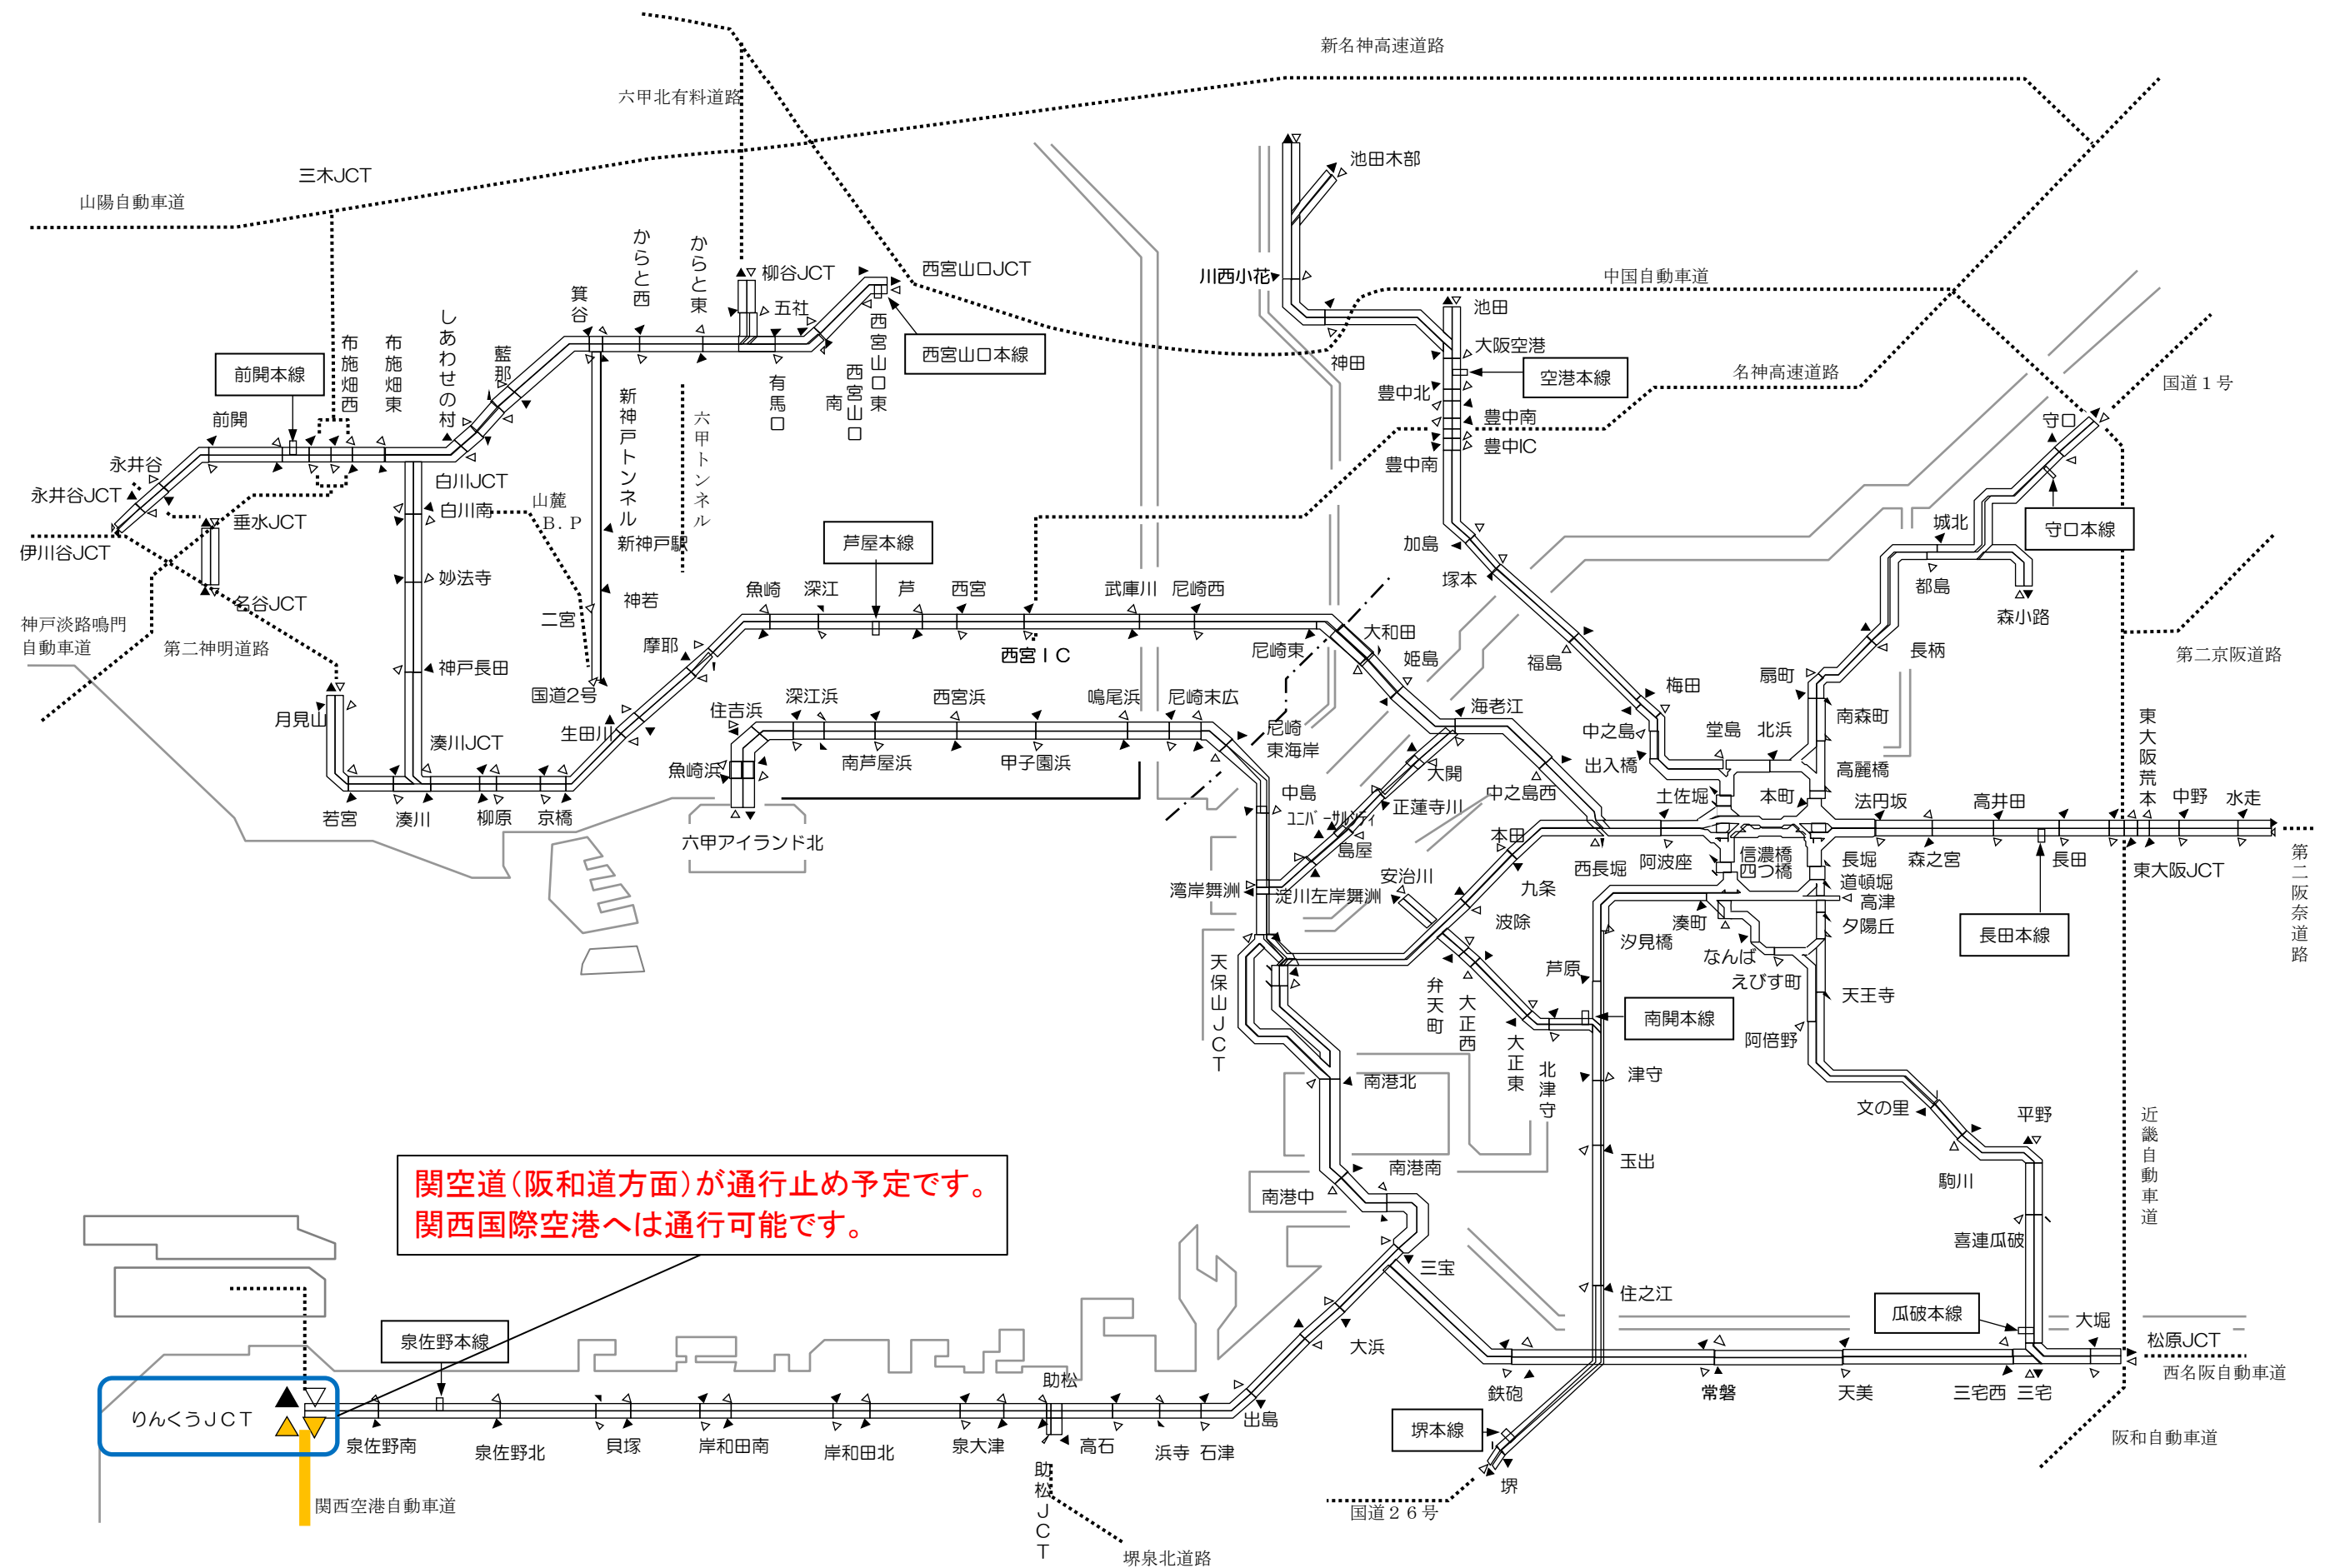 新名神高速道路
六甲北有料道路
三木JCT
山陽自動車道
池田木部
川西小花
中国自動車道
からと西
からと東
柳谷JCT
西宮山口JCT
箕谷
五社
池田
神田
大阪空港
西宮山口本線
空港本線
名神高速道路
国道１号
しあわせの村
藍那
布施畑西
布施畑東
前開本線
前開
有馬口
西宮山口南
西宮山口東
豊中北
豊中南
豊中IC
豊中南
守口
永井谷
永井谷JCT
伊川谷JCT
垂水JCT
名谷JCT
白川JCT
白川南
山麓
Ｂ．Ｐ
新神戸トンネル
六甲トンネル
新神戸駅
芦屋本線
加島
塚本
城北
守口本線
都島
森小路
妙法寺
神戸淡路鳴門
自動車道
第二神明道路
二宮
神若
魚崎
深江
芦屋
西宮
武庫川
尼崎西
西宮ＩＣ
尼崎東
大和田
姫島
福島
長柄
第二京阪道路
神戸長田
摩耶
国道2号
月見山
生田川
住吉浜
深江浜
西宮浜
鳴尾浜
尼崎末広
尼崎
東海岸
海老江
梅田
扇町
中之島
堂島
北浜
南森町
東大阪荒本
湊川JCT
魚崎浜
南芦屋浜
甲子園浜
中島
大開
中之島西
出入橋
高麗橋
若宮
湊川
柳原
京橋
六甲アイランド北
ﾕﾆﾊﾞｰｻﾙｼﾃｨ
正蓮寺川
土佐堀
本町
法円坂
高井田
中野
水走
島屋
本田
西長堀
阿波座
信濃橋
四つ橋
長堀
森之宮
長田
東大阪JCT
第二阪奈道路
湾岸舞洲
淀川左岸舞洲
安治川
九条
道頓堀
高津
波除
湊町
夕陽丘
長田本線
汐見橋
なんば
えびす町
天保山ＪＣＴ
芦原
弁天町
大正西
大正東
北津守
南開本線
天王寺
阿倍野
南港北
津守
文の里
平野
近畿自動車道
玉出
駒川
南港南
南港中
喜連瓜破
関空道（阪和道方面）が通行止め予定です。
関西国際空港へは通行可能です。
三宝
住之江
瓜破本線
大堀
松原JCT
西名阪自動車道
泉佐野本線
大浜
鉄砲
常磐
天美
三宅西
三宅
りんくうＪＣＴ
助松
出島
堺本線
阪和自動車道
泉佐野南
泉佐野北
貝塚
岸和田南
岸和田北
泉大津
高石
浜寺
石津
助松ＪＣＴ
堺
国道２６号
関西空港自動車道
堺泉北道路